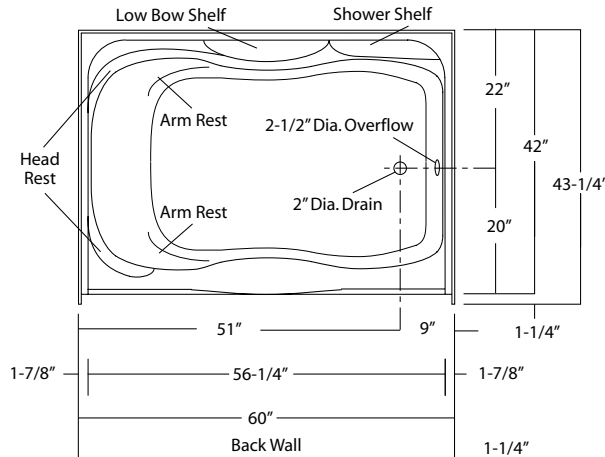 Low Bow Shelf
Shower Shelf
22”
Arm Rest
2-1/2” Dia. Overflow
42”
Head
Rest
43-1/4’
2” Dia. Drain
Arm Rest
20”
51”
9”
1-1/4”
1-7/8”
56-1/4”
1-7/8”
60”
Back Wall
1-1/4”